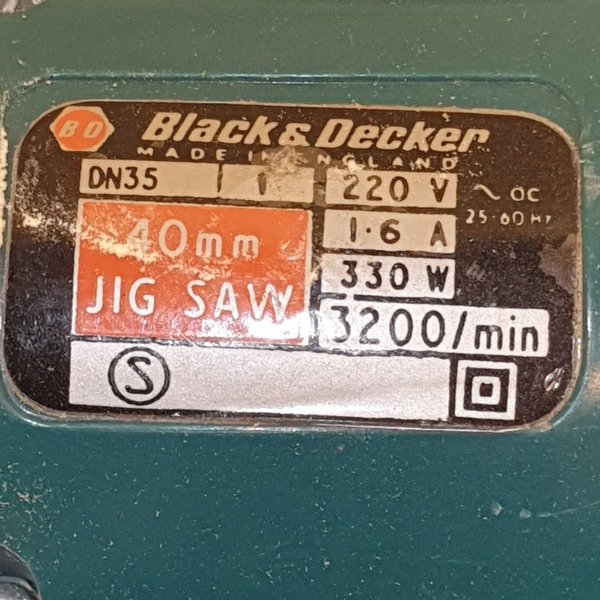 BD Black & Decker
MADE IN ENGLAND
DN35 1 220 V ~ DC
40mm 1·6 A 25-60 Hz
JIG SAW 330 W
3200/min
S